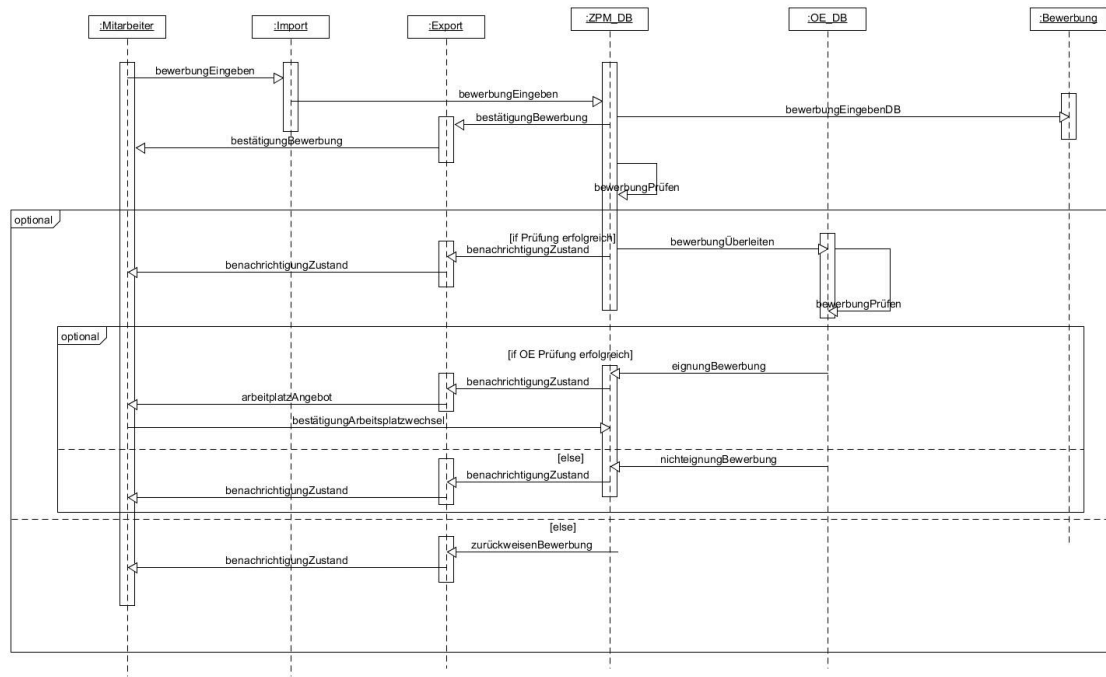 :Mitarbeiter
:Import
:Export
:ZPM_DB
:OE_DB
:Bewerbung
bewerbungEingeben
bewerbungEingeben
bewerbungEingebenDB
bestätigungBewerbung
bestätigungBewerbung
bewerbungPrüfen
optional
[if Prüfung erfolgreich]
bewerbungÜberleiten
benachrichtigungZustand
benachrichtigungZustand
bewerbungPrüfen
optional
[if OE Prüfung erfolgreich]
eignungBewerbung
benachrichtigungZustand
arbeitplatzAngebot
bestätigungArbeitsplatzwechsel
[else]
nichteignungBewerbung
benachrichtigungZustand
benachrichtigungZustand
[else]
zurückweisenBewerbung
benachrichtigungZustand